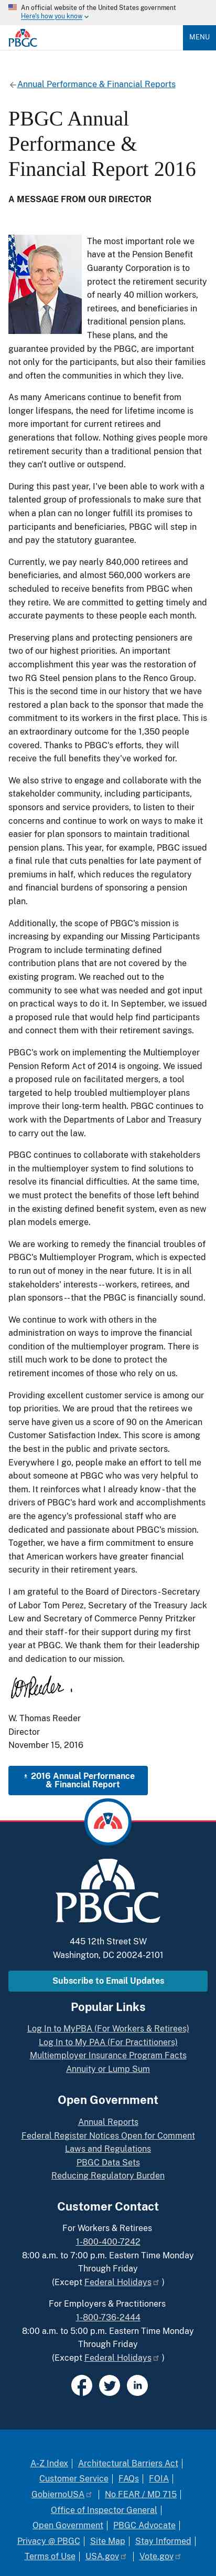 An official website of the United States government
Here's how you know
PBGC
MENU
Annual Performance & Financial Reports
PBGC Annual
Performance &
Financial Report 2016
A MESSAGE FROM OUR DIRECTOR
The most important role we
have at the Pension Benefit
Guaranty Corporation is to
protect the retirement security
of nearly 40 million workers,
retirees, and beneficiaries in
traditional pension plans.
These plans, and the
guarantee provided by the PBGC, are important
not only for the participants, but also their families
and often the communities in which they live.
As many Americans continue to benefit from
longer lifespans, the need for lifetime income is
more important for current retirees and
generations that follow. Nothing gives people more
retirement security than a traditional pension that
they can't outlive or outspend.
During this past year, I've been able to work with a
talented group of professionals to make sure that
when a plan can no longer fulfill its promises to
participants and beneficiaries, PBGC will step in
and pay the statutory guarantee.
Currently, we pay nearly 840,000 retirees and
beneficiaries, and almost 560,000 workers are
scheduled to receive benefits from PBGC when
they retire. We are committed to getting timely and
accurate payments to these people each month.
Preserving plans and protecting pensioners are
two of our highest priorities. An important
accomplishment this year was the restoration of
two RG Steel pension plans to the Renco Group.
PBGC maintained that the company sold the mills
in a way that was intended to evade responsibility
to the pensions. The reinstatement of the plans
was a positive outcome for the 1,350 people
covered. Thanks to PBGC's efforts, they will
receive the full benefits they've worked for.
We also strive to engage and collaborate with the
stakeholder community, including participants,
sponsors and service providers, to listen to their
concerns and continue to work on ways to make it
easier for plan sponsors to maintain traditional
pension plans. This year, for example, PBGC issued
a final rule that cuts penalties for late payment of
premiums in half, which reduces the regulatory
and financial burdens of sponsoring a pension
plan.
Additionally, the scope of PBGC's mission is
increasing by expanding our Missing Participants
Program to include terminated defined
contribution plans that are not covered by the
program today. We reached out to the community
to see what was needed and got input
on practical ways to do it. In September, we issued
a proposed rule that would help find participants
and connect them with their retirement savings.
PBGC's work on implementing the Multiemployer
Pension Reform Act of 2014 is ongoing. We issued
a proposed rule on facilitated mergers, also a
targeted to help troubled multiemployer plans
improve their long-term health. PBGC continues to
work with the Departments of Labor and Treasury
to carry out the law.
PBGC continues to collaborate with stakeholders
in the multiemployer system to find solutions to
resolve its financial difficulties. At the same time,
we must protect the benefits of those left behind
in the existing defined benefit system, even as new
plan models emerge.
We are working to remedy the financial troubles of
PBGC's Multiemployer Program, which is expected
to run out of money in the near future. It is in all
stakeholders' interests -- workers, retirees, and
plan sponsors -- that the PBGC is financially sound.
We continue to work with others in the
administration and in Congress to improve the financial
condition of the multiemployer program. There is
still much work to be done to protect the
retirement incomes of those who rely on us.
Providing excellent customer service is important
as any other priority. We are proud that the retirees
we serve have given us a score of 90 on the American
Customer Satisfaction Index. This score is among
the best in both the public and private sectors.
Everywhere I go, people seek me out to talk about
someone at PBGC who was very helpful to
them. It reinforces what I already know - that the
drivers of PBGC's hard work and accomplishments
are the agency's professional staff who are
dedicated and passionate about PBGC's mission.
Together, we have a firm commitment to ensure
that American workers have greater financial
security in their retirement years.
I am grateful to the Board of Directors -Secretary
of Labor Tom Perez, Secretary of the Treasury Jack
Lew and Secretary of Commerce Penny Pritzker
and their staff - for their support during my first
year at PBGC. We thank them for their leadership
and dedication to our mission.
W. Thomas Reeder
Director
November 15, 2016
2016 Annual Performance
& Financial Report
PBGC
445 12th Street SW
Washington, DC 20024-2101
Subscribe to Email Updates
Popular Links
Log In to MyPBA (For Workers & Retirees)
Log In to My PAA (For Practitioners)
Multiemployer Insurance Program Facts
Annuity or Lump Sum
Open Government
Annual Reports
Federal Register Notices Open for Comment
Laws and Regulations
PBGC Data Sets
Reducing Regulatory Burden
Customer Contact
For Workers & Retirees
1-800-400-7242
8:00 a.m. to 7:00 p.m. Eastern Time Monday
Through Friday
(Except Federal Holidays )
For Employers & Practitioners
1-800-736-2444
8:00 a.m. to 5:00 p.m. Eastern Time Monday
Through Friday
(Except Federal Holidays )
A-Z Index | Architectural Barriers Act |
Customer Service | FAQs | FOIA |
GobiernoUSA | No FEAR / MD 715 |
Office of Inspector General |
Open Government | PBGC Advocate |
Privacy @ PBGC | Site Map | Stay Informed |
Terms of Use | USA.gov | Vote.gov